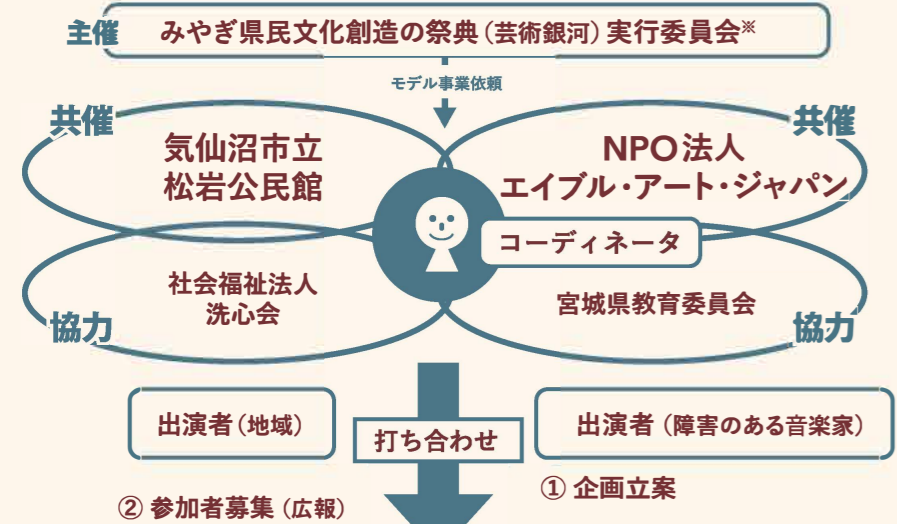 主催 みやぎ県民文化創造の祭典（芸術銀河）実行委員会※
モデル事業依頼
共催
共催
気仙沼市立
松岩公民館
NPO法人
エイブル・アート・ジャパン
コーディネータ
社会福祉法人
洗心会
宮城県教育委員会
協力
協力
出演者（地域）
打ち合わせ
出演者（障害のある音楽家）
① 企画立案
② 参加者募集（広報）